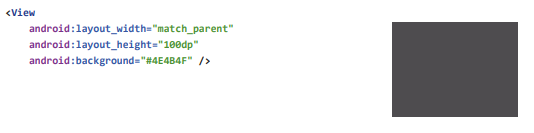 <View
android:layout_width="match_parent"
android:layout_height="100dp"
android:background="#4E4B4F" />